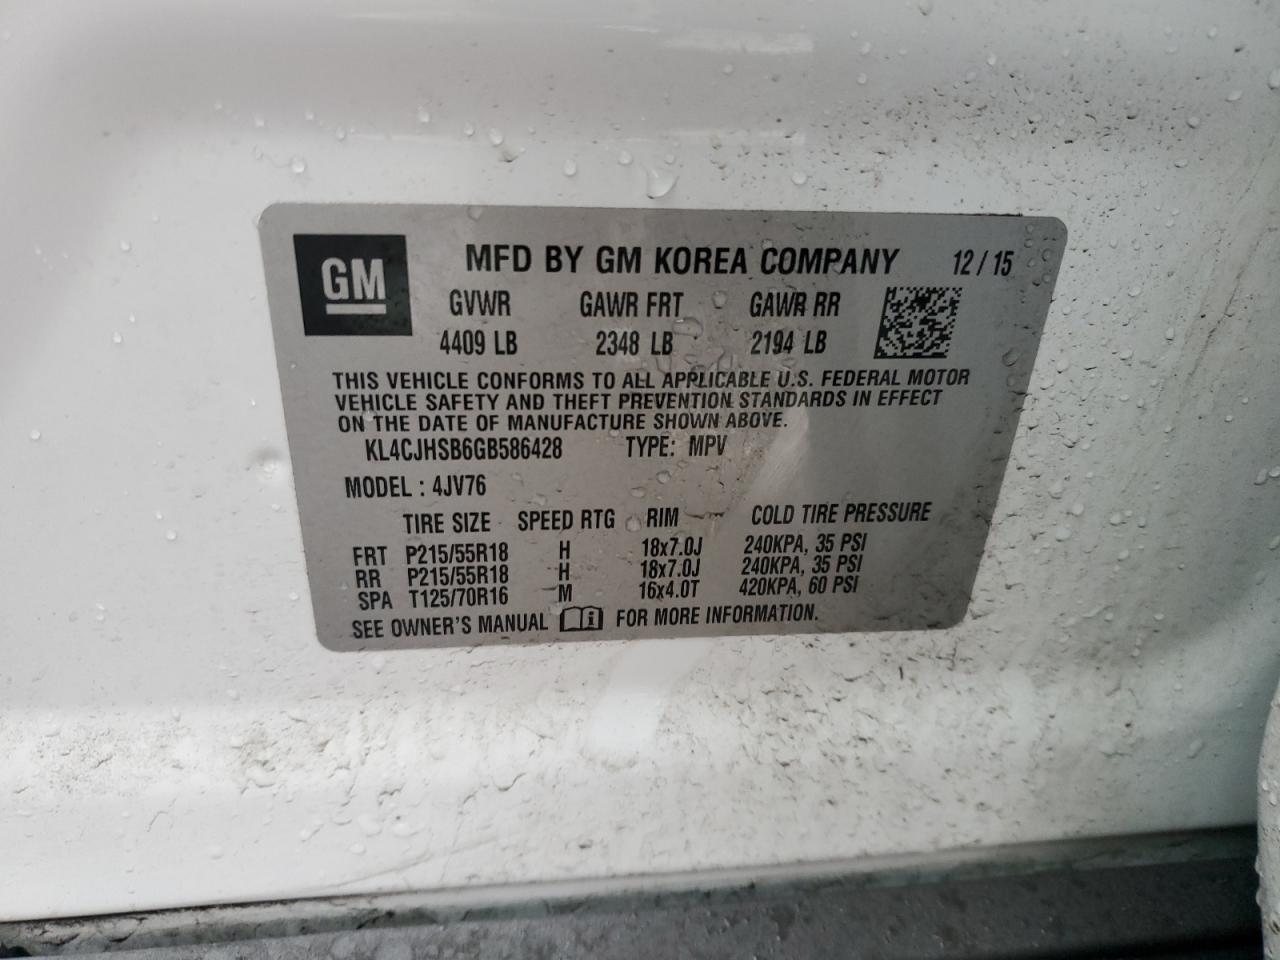 GM
MFD BY GM KOREA COMPANY 12 / 15
GVWR GAWR FRT GAWR RR
4409 LB 2348 LB 2194 LB
THIS VEHICLE CONFORMS TO ALL APPLICABLE U.S. FEDERAL MOTOR
VEHICLE SAFETY AND THEFT PREVENTION STANDARDS IN EFFECT
ON THE DATE OF MANUFACTURE SHOWN ABOVE.
KL4CJHSB6GB586428 TYPE: MPV
MODEL : 4JV76
TIRE SIZE SPEED RTG RIM COLD TIRE PRESSURE
FRT P215/55R18 H 18x7.0J 240KPA, 35 PSI
RR P215/55R18 H 18x7.0J 240KPA, 35 PSI
SPA T125/70R16 M 16x4.0T 420KPA, 60 PSI
SEE OWNER'S MANUAL FOR MORE INFORMATION.